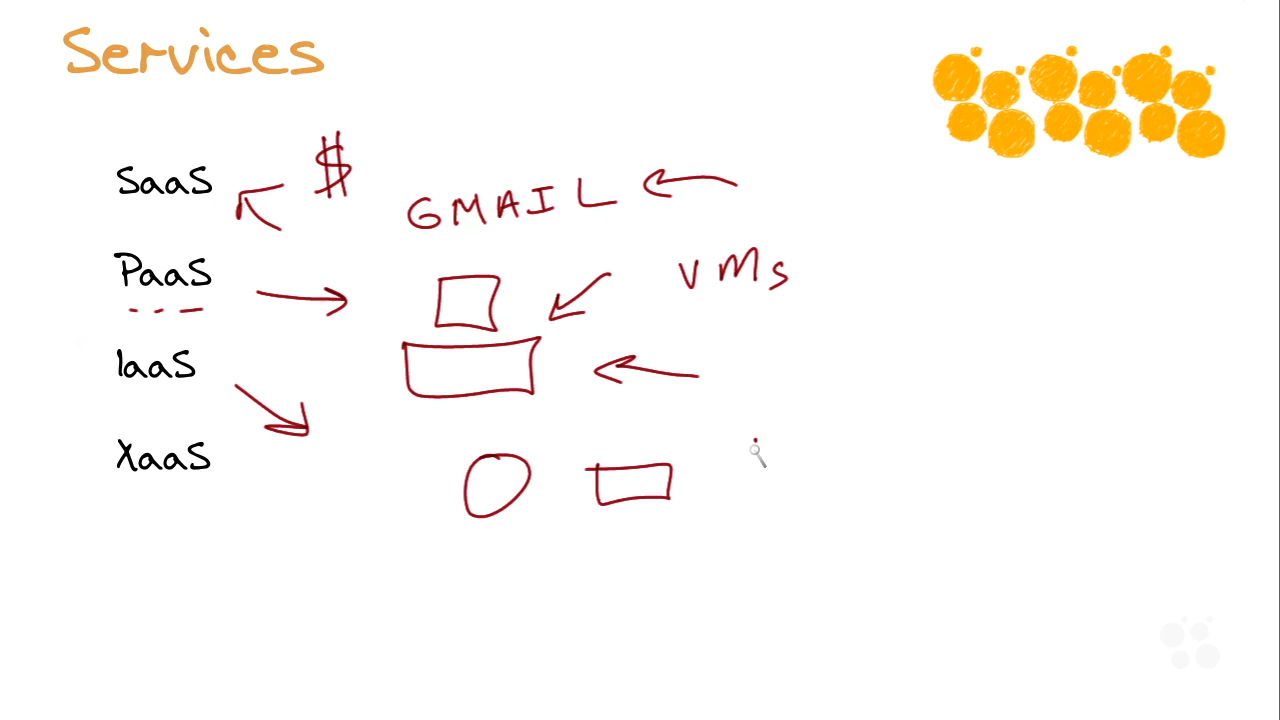 Services
SaaS $ GMAIL
PaaS VMs
IaaS
XaaS